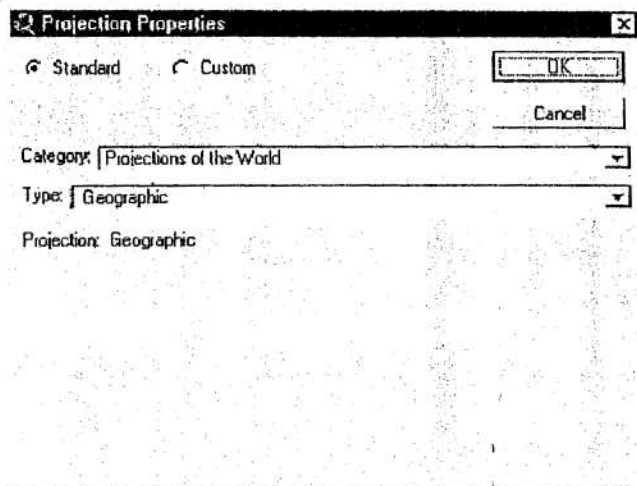 Projection Properties
Standard Custom OK
Cancel
Category: Projections of the World
Type: Geographic
Projection: Geographic